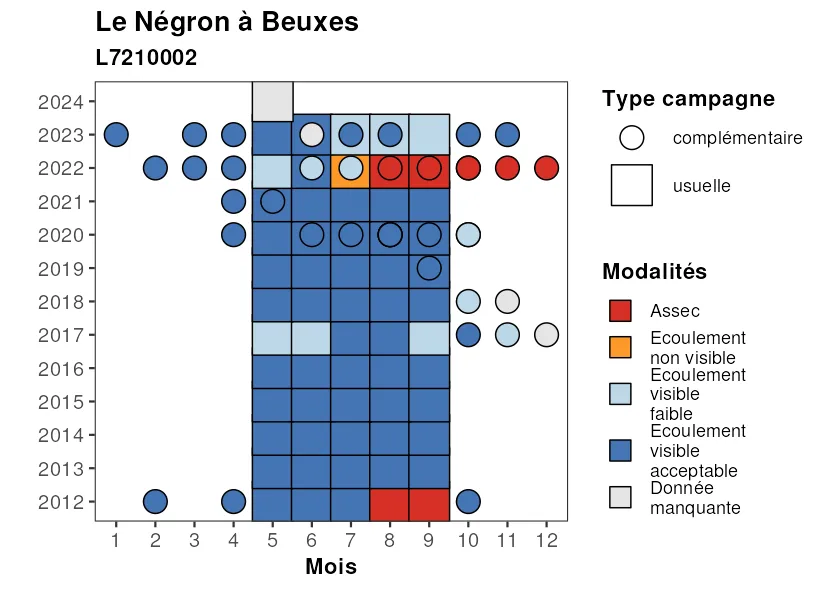 Le Négron à Beuxes
L7210002
2024
2023
2022
2021
2020
2019
2018
2017
2016
2015
2014
2013
2012
1 2 3 4 5 6 7 8 9 10 11 12
Mois
Type campagne
complémentaire
usuelle
Modalités
Assec
Ecoulement
non visible
Ecoulement
visible
faible
Ecoulement
visible
acceptable
Donnée
manquante